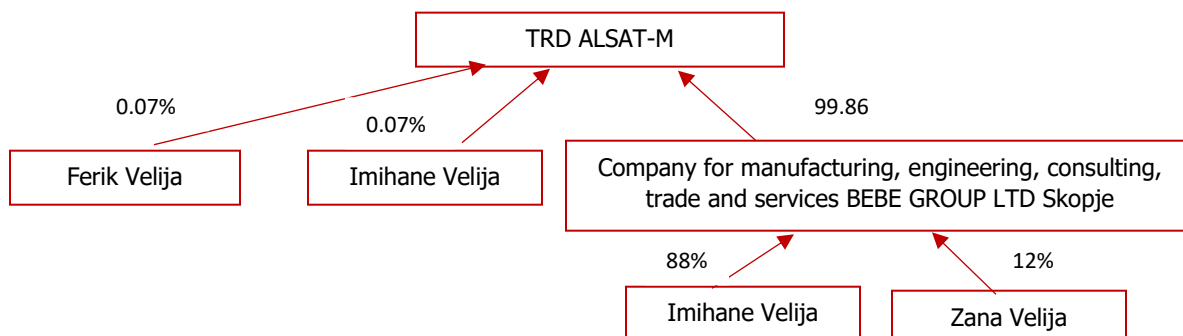 TRD ALSAT-M
0.07%
0.07%
99.86
Ferik Velija
Imihane Velija
Company for manufacturing, engineering, consulting,
trade and services BEBE GROUP LTD Skopje
88%
12%
Imihane Velija
Zana Velija